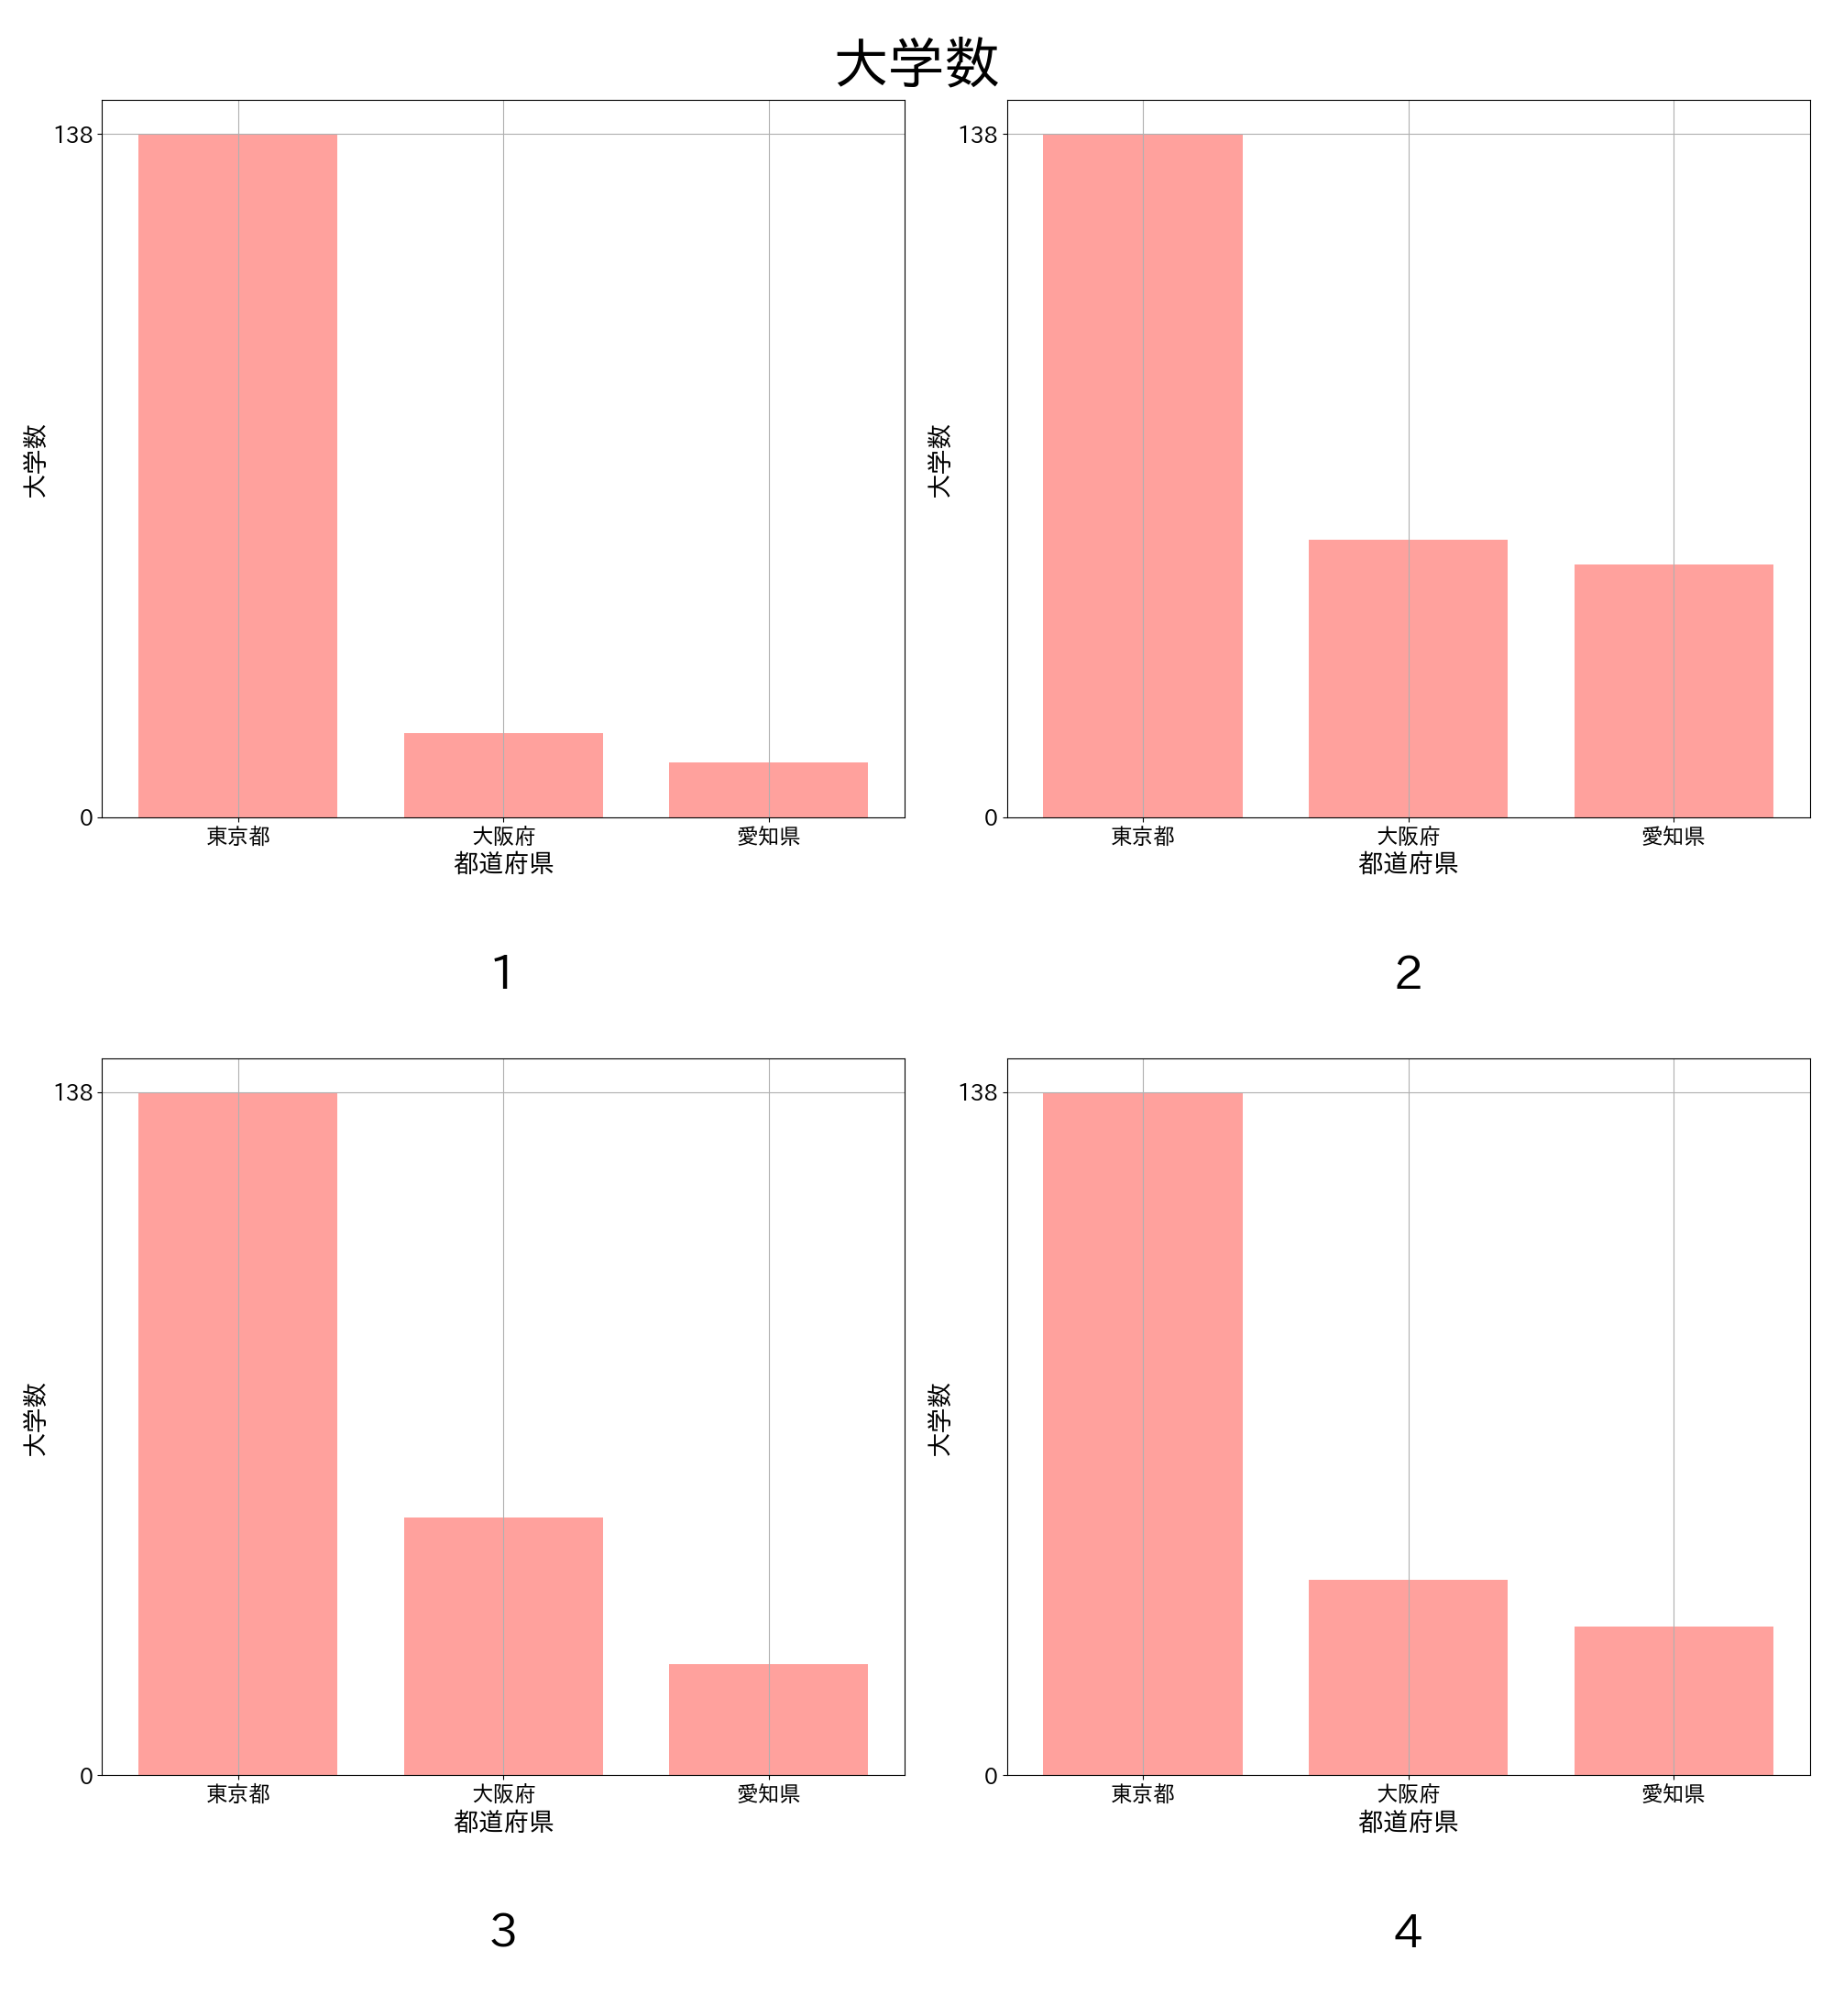 大学数
138
0
大学数
東京都 大阪府 愛知県
都道府県
1
138
0
大学数
東京都 大阪府 愛知県
都道府県
2
138
0
大学数
東京都 大阪府 愛知県
都道府県
3
138
0
大学数
東京都 大阪府 愛知県
都道府県
4